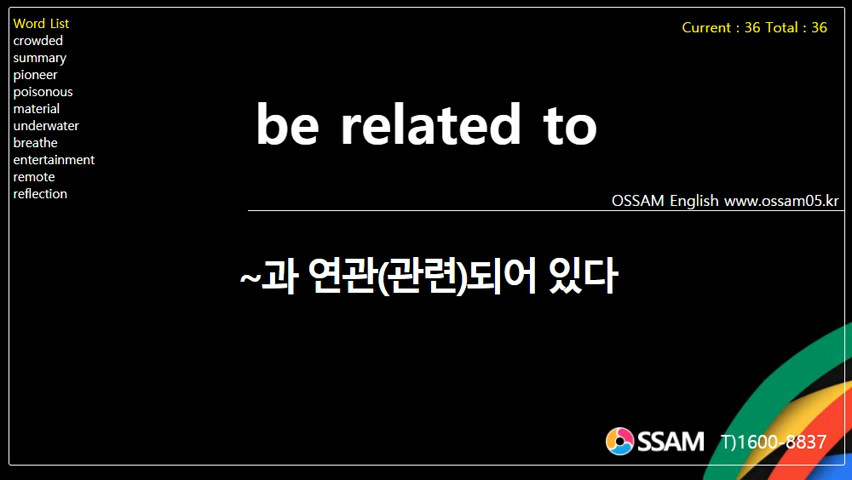 Word List
crowded
summary
pioneer
poisonous
material
underwater
breathe
entertainment
remote
reflection
Current : 36 Total : 36
be related to
OSSAM English www.ossam05.kr
~과 연관(관련)되어 있다
OSSAM T)1600-8837